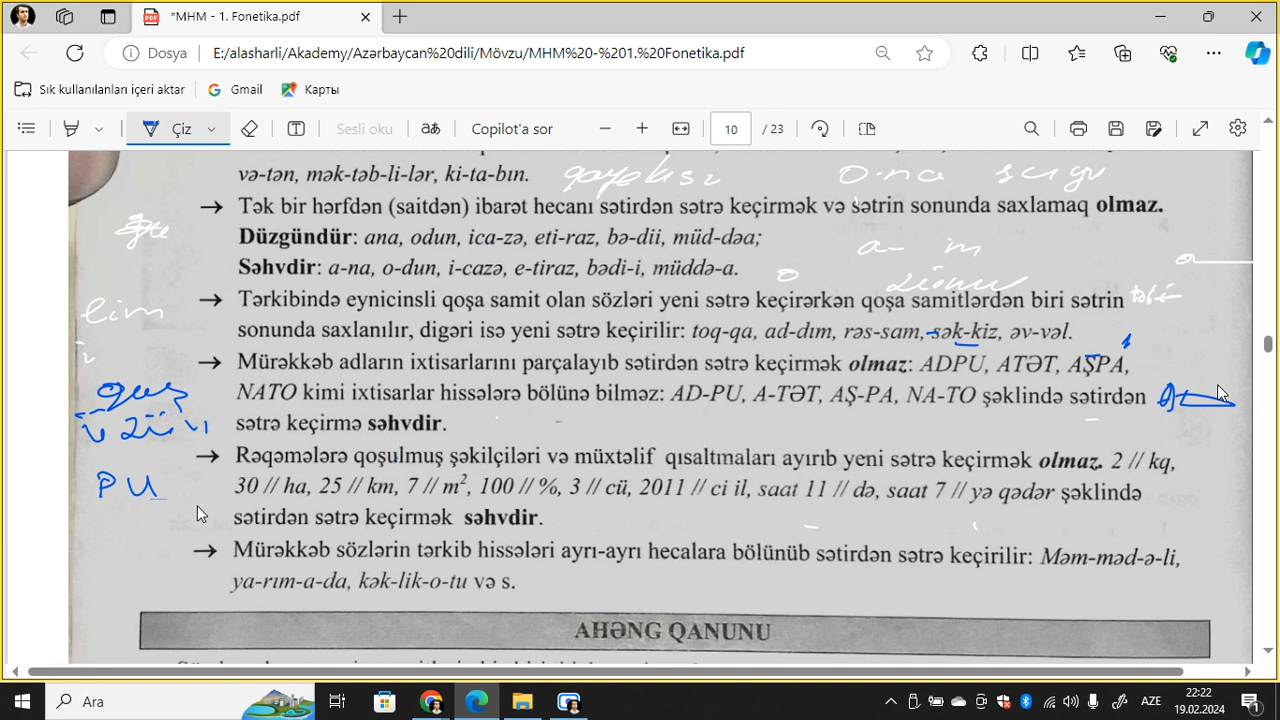 *MHM - 1. Fonetika.pdf
Dosya
E:/alasharli/Akademy/Azərbaycan%20dili/Mövzu/MHM%20-%201.%20Fonetika.pdf
Sık kullanılanları içeri aktar
Gmail
Карты
Çiz
aあ
Sesli oku
Copilot'a sor
10
/ 23
və-tən, mək-təb-li-lər, ki-ta-bın.
→ Tək bir hərfdən (saitdən) ibarət hecanı sətirdən sətrə keçirmək və sətrin sonunda saxlamaq olmaz.
Düzgündür: ana, odun, ica-zə, eti-raz, bə-dii, müd-dəa;
a- m
Səhvdir: a-na, o-dun, i-cazə, e-tiraz, bədi-i, müddə-a.
o
→ Tərkibində eynicinsli qoşa samit olan sözləri yeni sətrə keçirərkən qoşa samitlərdən biri sətrin
lim
sonunda saxlanılır, digəri isə yeni sətrə keçirilir: toq-qa, ad-dım, rəs-sam, sək-kiz, əv-vəl.
→ Mürəkkəb adların ixtisarlarını parçalayıb sətirdən sətrə keçirmək olmaz: ADPU, ATƏT, AŞPA,
NATO kimi ixtisarlar hissələrə bölünə bilməz: AD-PU, A-TƏT, AŞ-PA, NA-TO şəklində sətirdən
sətrə keçirmə səhvdir.
→ Rəqəmələrə qoşulmuş şəkilçiləri və müxtəlif qısaltmaları ayırıb yeni sətrə keçirmək olmaz. 2 // kq,
PU
30 // ha, 25 // km, 7 // m², 100 // %, 3 // cü, 2011 // ci il, saat 11 // də, saat 7 // yə qədər şəklində
sətirdən sətrə keçirmək səhvdir.
→ Mürəkkəb sözlərin tərkib hissələri ayrı-ayrı hecalara bölünüb sətirdən sətrə keçirilir: Məm-məd-ə-li,
ya-rım-a-da, kək-lik-o-tu və s.
AHƏNG QANUNU
Ara
AZE
22:22
19.02.2024